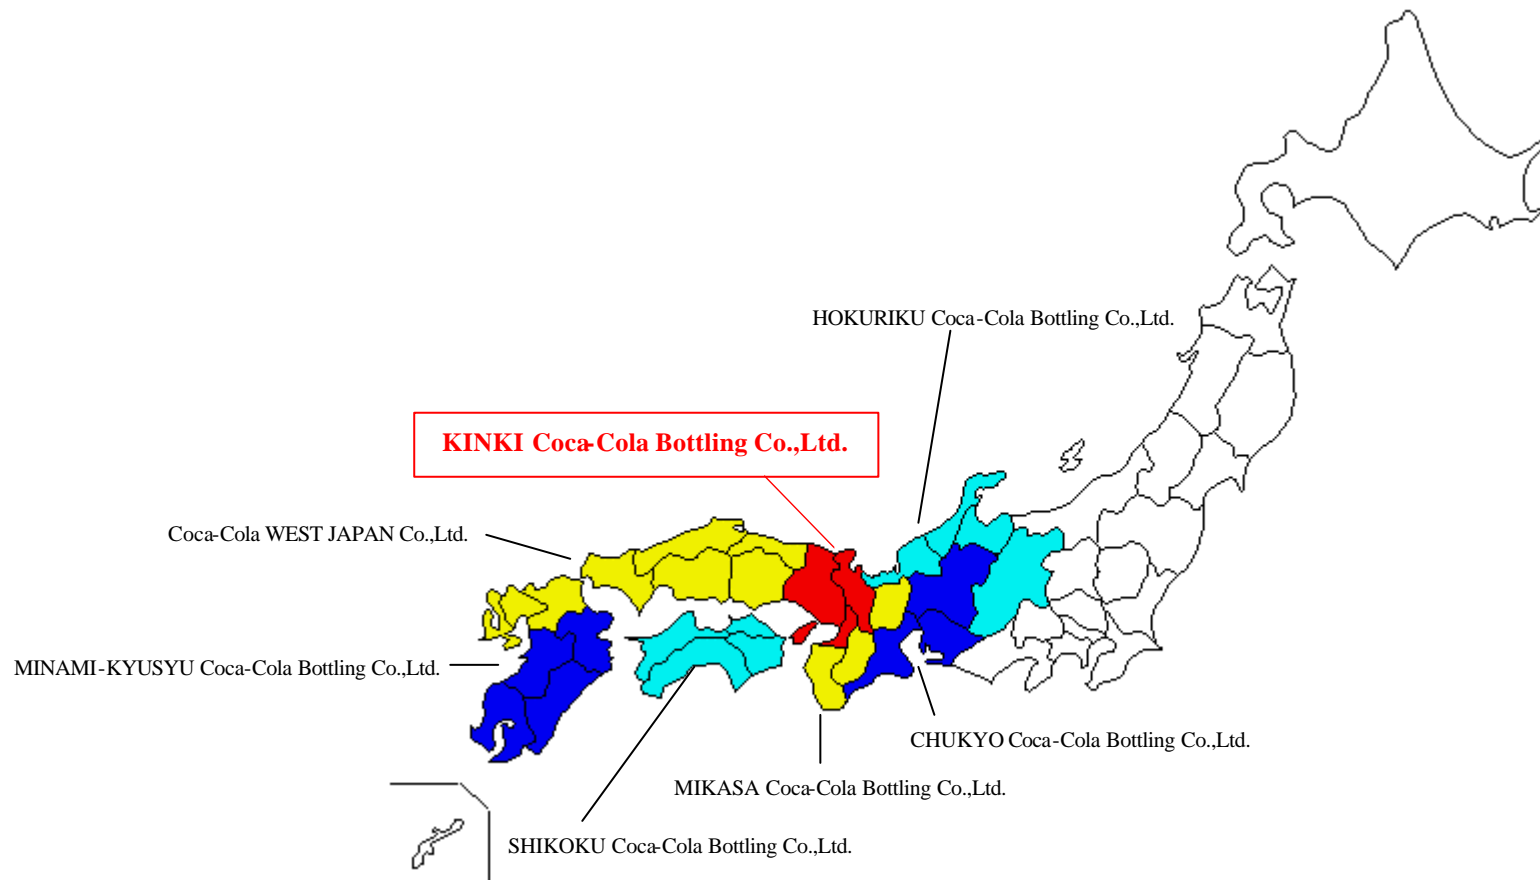 HOKURIKU Coca-Cola Bottling Co.,Ltd.
KINKI Coca-Cola Bottling Co.,Ltd.
Coca-Cola WEST JAPAN Co.,Ltd.
MINAMI-KYUSYU Coca-Cola Bottling Co.,Ltd.
CHUKYO Coca-Cola Bottling Co.,Ltd.
MIKASA Coca-Cola Bottling Co.,Ltd.
SHIKOKU Coca-Cola Bottling Co.,Ltd.